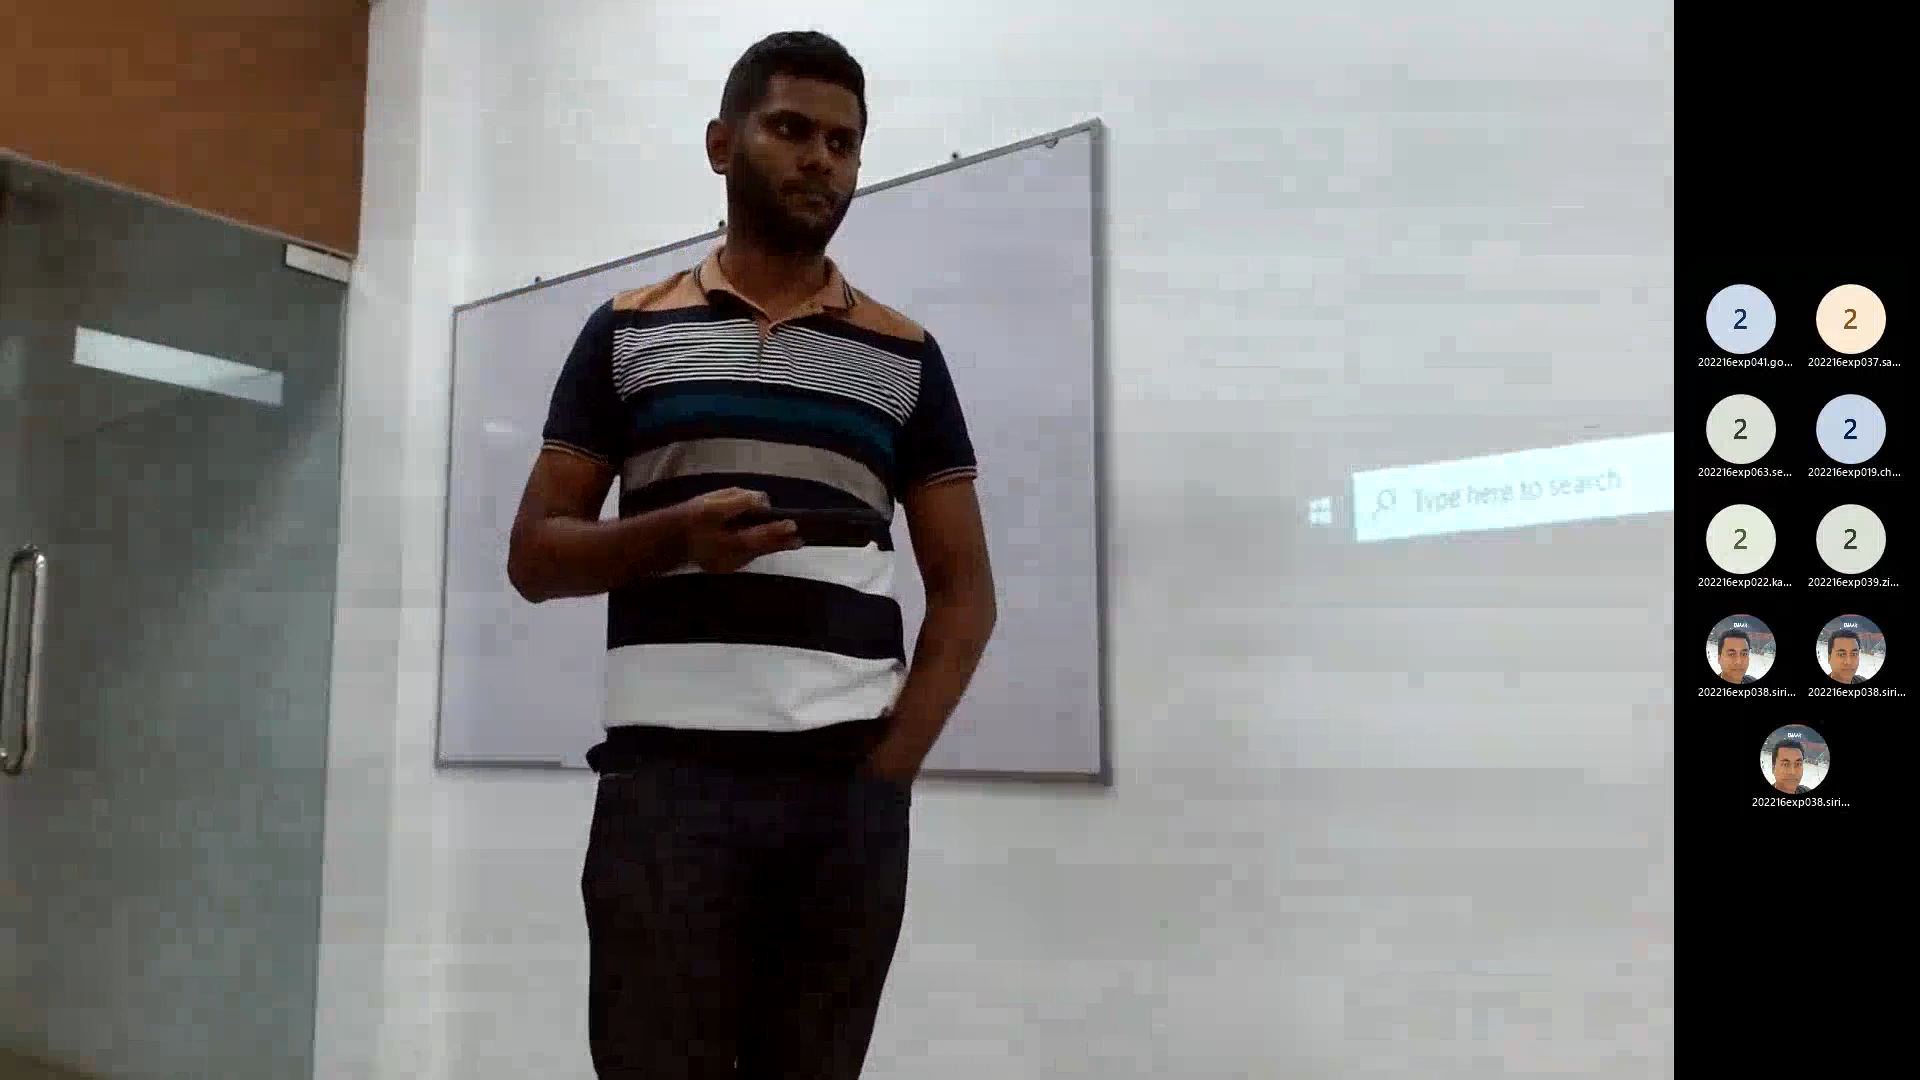 Type here to search
2
2
202216exp041.go...
202216exp037.sa...
2
2
202216exp063.se...
202216exp019.ch...
2
2
202216exp022.ka...
202216exp039.zi...
202216exp038.siri...
202216exp038.siri...
202216exp038.siri...